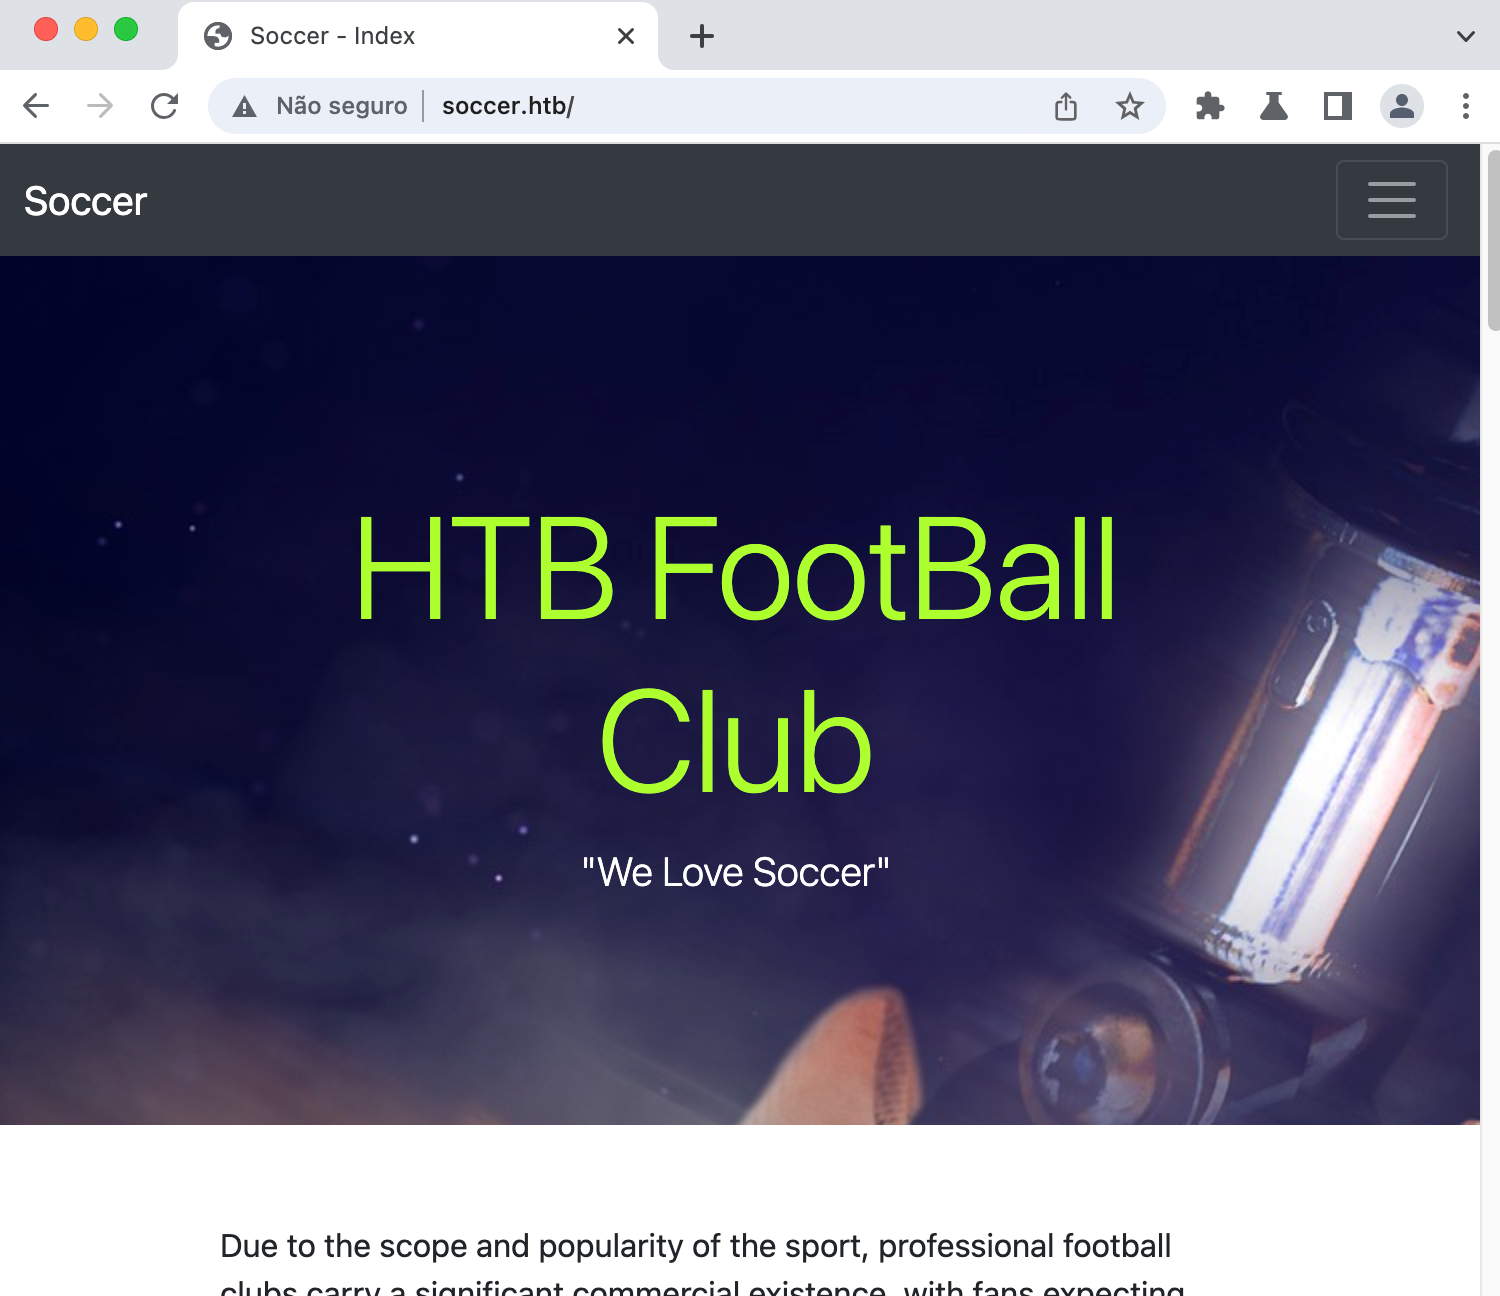 Soccer - Index
Não seguro soccer.htb/
Soccer
HTB FootBall
Club
"We Love Soccer"
Due to the scope and popularity of the sport, professional football
clubs carry a significant commercial existence, with fans expecting